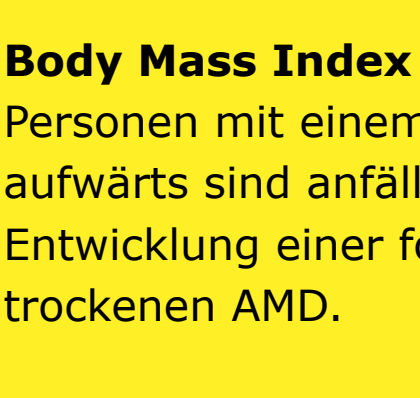 Body Mass Index
Personen mit einem
aufwärts sind
Entwicklung einer
trockenen AMD.